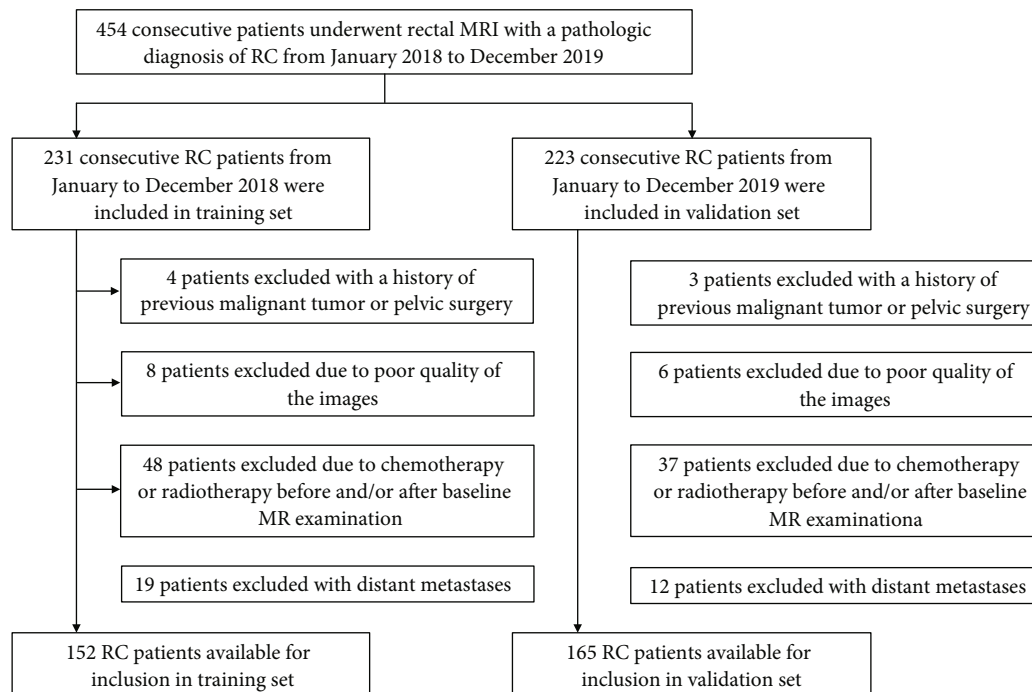 454 consecutive patients underwent rectal MRI with a pathologic
diagnosis of RC from January 2018 to December 2019
231 consecutive RC patients from
January to December 2018 were
included in training set
223 consecutive RC patients from
January to December 2019 were
included in validation set
4 patients excluded with a history of
previous malignant tumor or pelvic surgery
3 patients excluded with a history of
previous malignant tumor or pelvic surgery
8 patients excluded due to poor quality of
the images
6 patients excluded due to poor quality of
the images
48 patients excluded due to chemotherapy
or radiotherapy before and/or after baseline
MR examination
37 patients excluded due to chemotherapy
or radiotherapy before and/or after baseline
MR examinationa
19 patients excluded with distant metastases
12 patients excluded with distant metastases
152 RC patients available for
inclusion in training set
165 RC patients available for
inclusion in validation set